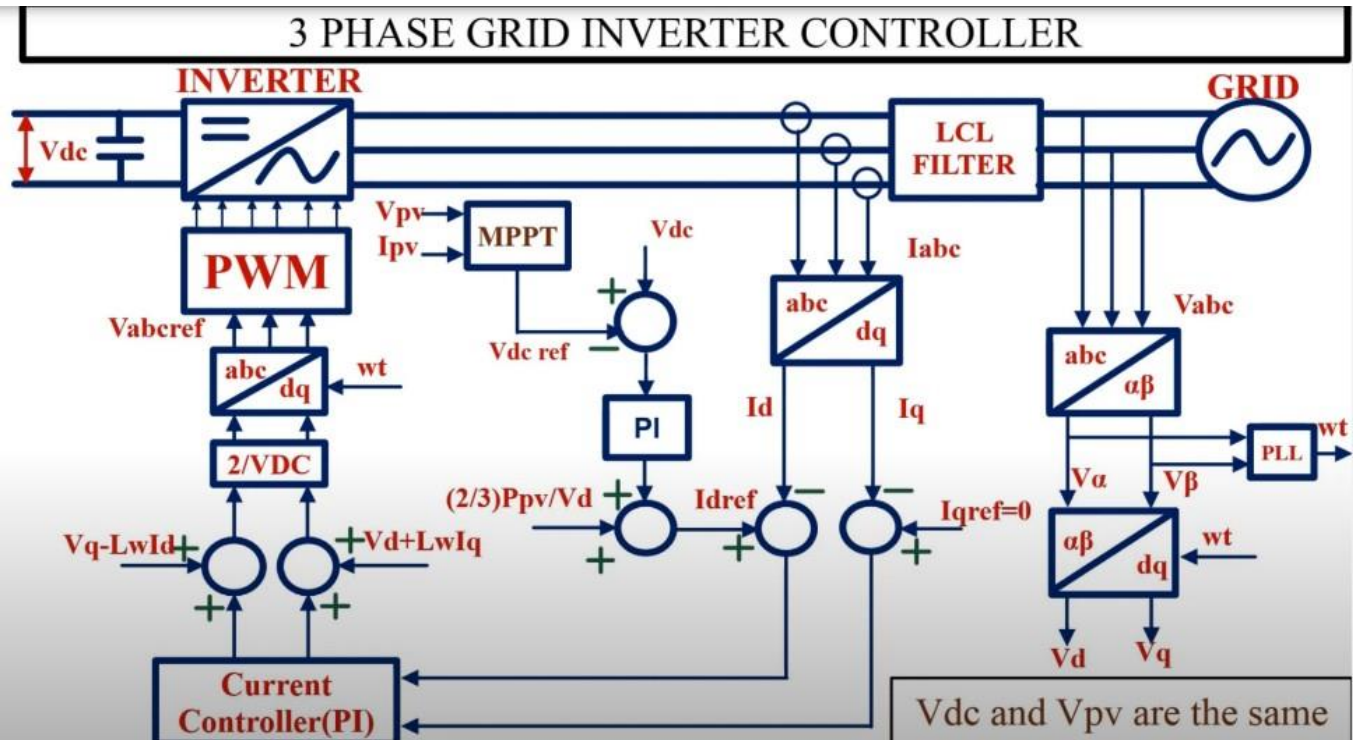 3 PHASE GRID INVERTER CONTROLLER
INVERTER
GRID
Vdc
LCL
FILTER
Vpv
Ipv
MPPT
Vdc
Iabc
PWM
Vabcref
Vabc
Vdc ref
abc
dq
wt
abc
dq
abc
αβ
PI
Id
Iq
wt
PLL
2/VDC
Vα
Vβ
(2/3)Ppv/Vd
+
-
+
+
Idref
+
-
-
+
Iqref=0
αβ
dq
wt
Vq-LwId
+
+
+
Vd+LwIq
+
Vd
Vq
Current
Controller(PI)
Vdc and Vpv are the same